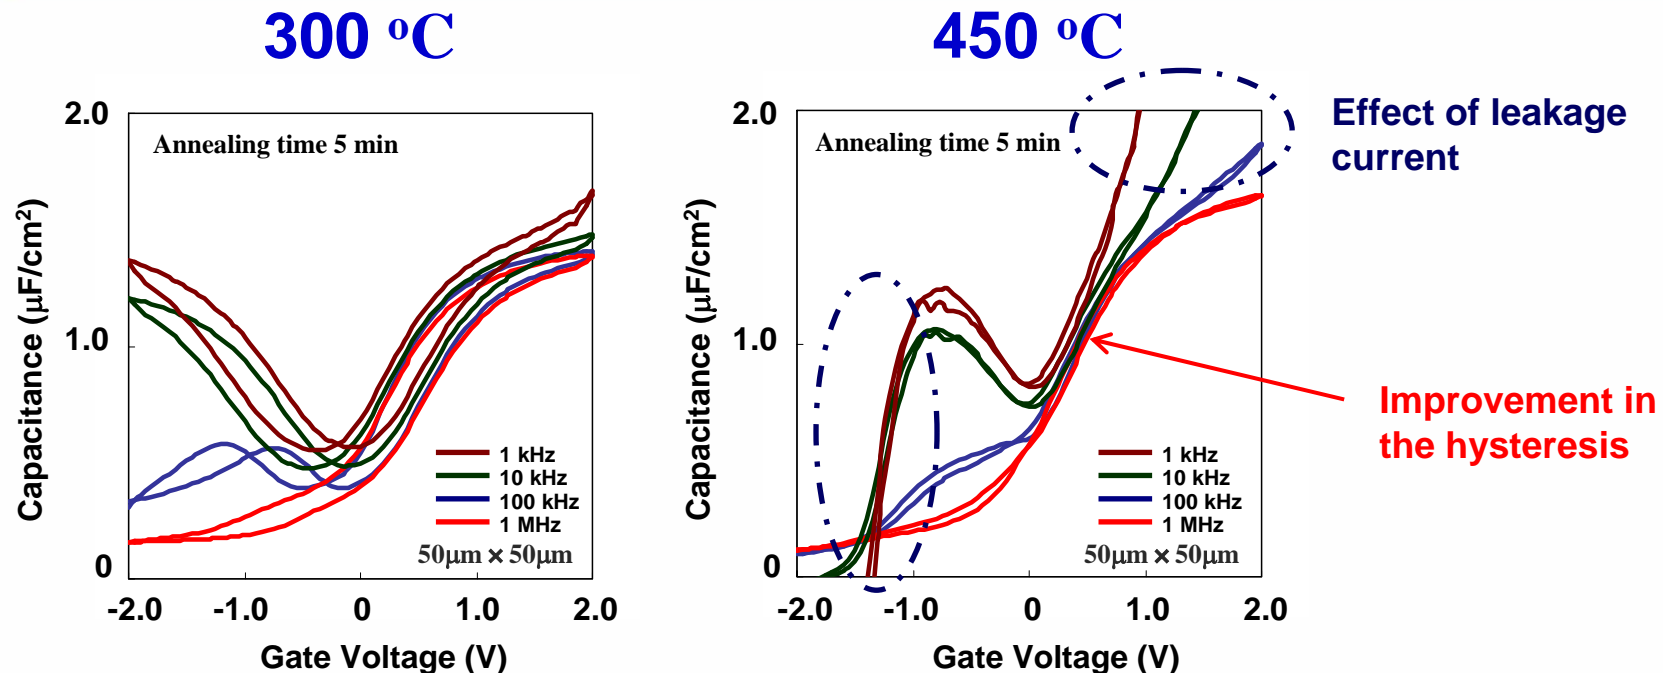 300 ºC
450 ºC
2.0
1.0
0
Annealing time 5 min
1 kHz
10 kHz
100 kHz
1 MHz
50μm × 50μm
-2.0 -1.0 0 1.0 2.0
Gate Voltage (V)
Capacitance (μF/cm²)
2.0
1.0
0
Annealing time 5 min
1 kHz
10 kHz
100 kHz
1 MHz
50μm × 50μm
-2.0 -1.0 0 1.0 2.0
Gate Voltage (V)
Capacitance (μF/cm²)
Effect of leakage
current
Improvement in
the hysteresis